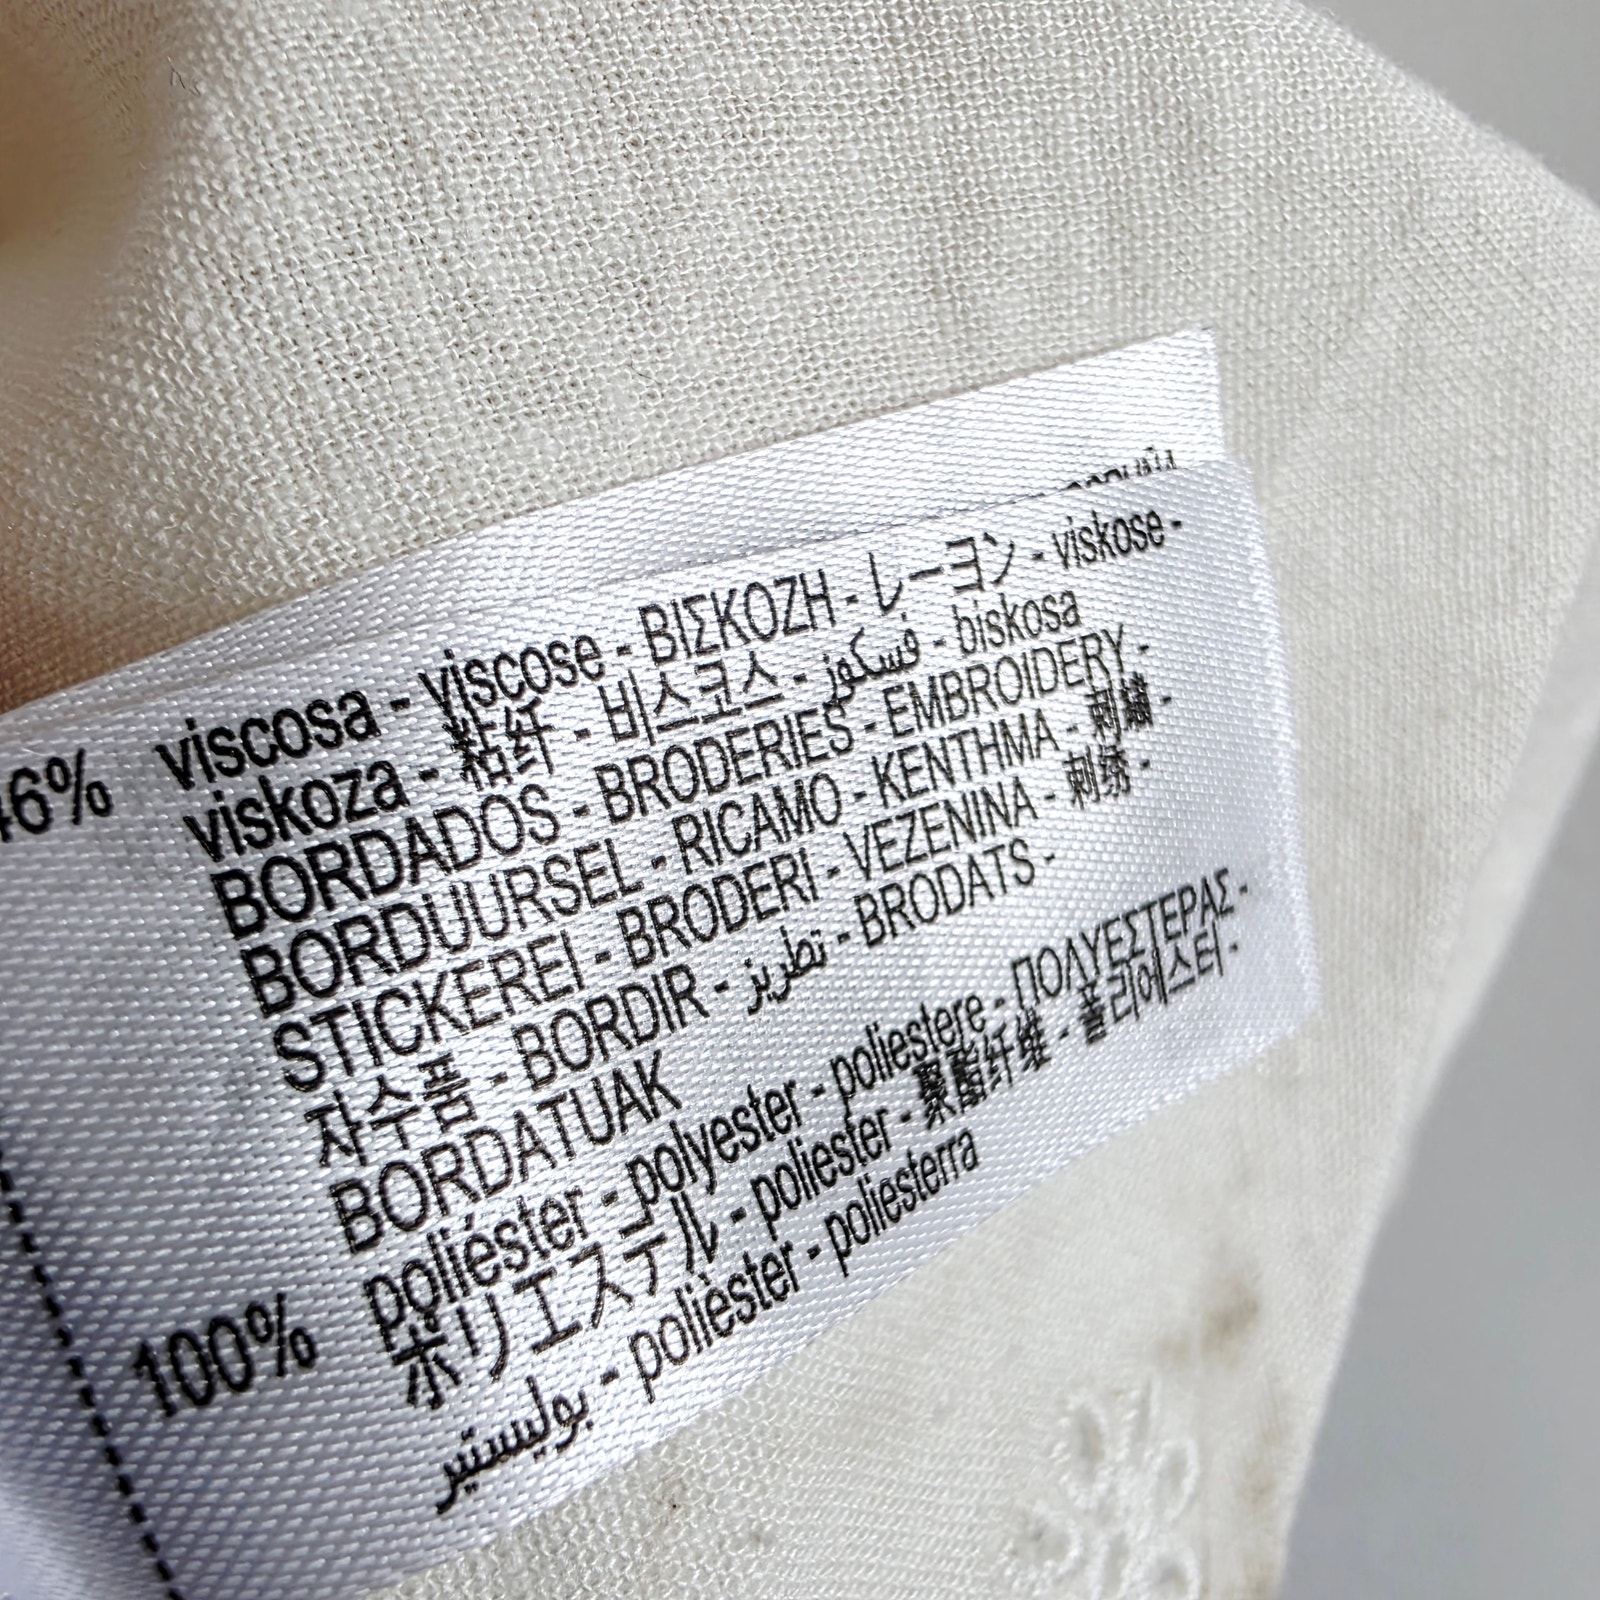 46% viscosa - viscose - ΒΙΣΚΟΖΗ - レーヨン - viskose -
viskoza - 粘纤 - 비스코스 - فسكوز - biskosa
BORDADOS - BRODERIES - EMBROIDERY -
BORDUURSEL - RICAMO - KENTHMA - 刺繍 -
STICKEREI - BRODERI - VEZENINA - 刺绣 -
자수품 - BORDIR - تطريز - BRODATS -
BORDATUAK
100% poliéster - polyester - poliestere - ΠΟΛΥΕΣΤΕΡΑΣ -
ポリエステル - poliester - 聚酯纤维 - 폴리에스터 -
بوليستير - polièster - poliesterra